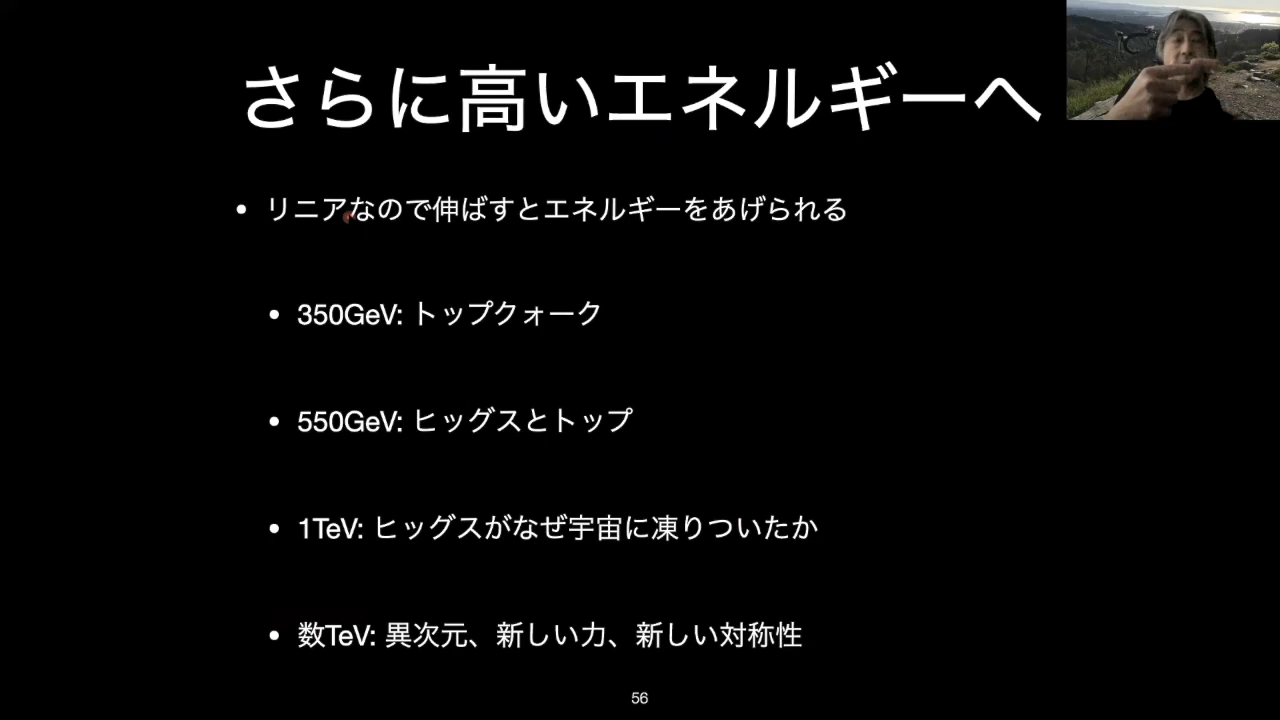 さらに高いエネルギーへ
• リニアなので伸ばすとエネルギーをあげられる
• 350GeV: トップクォーク
• 550GeV: ヒッグスとトップ
• 1TeV: ヒッグスがなぜ宇宙に凍りついたか
• 数TeV: 異次元、新しい力、新しい対称性
56